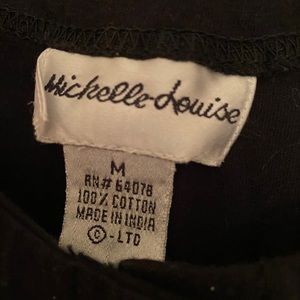 Michelle Louise
M
RN# 64078
100% COTTON
MADE IN INDIA
©-LTD